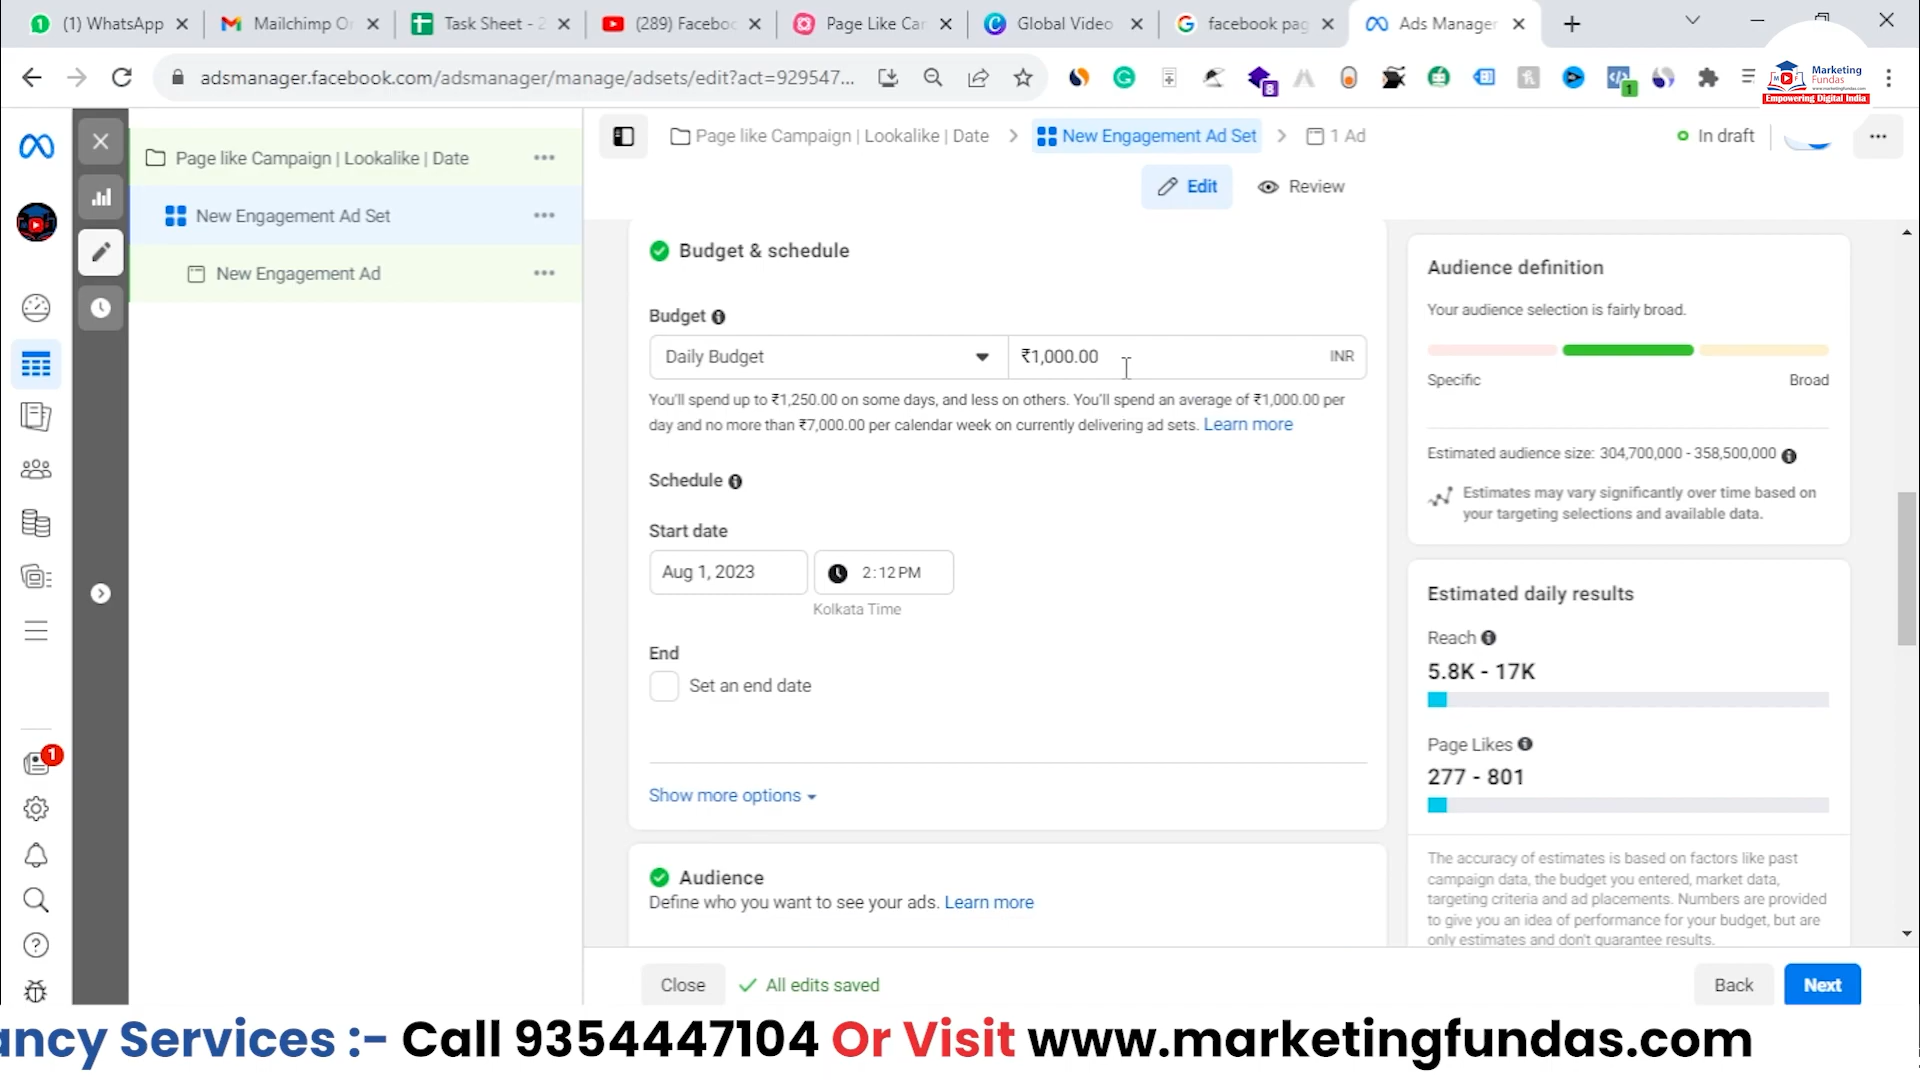 (1) WhatsApp
Mailchimp Or
Task Sheet - 2
(289) Faceboo
Page Like Car
Global Video
facebook pag
Ads Manager
adsmanager.facebook.com/adsmanager/manage/adsets/edit?act=929547...
8
1
Marketing
Fundas
www.marketingfundas.com
Empowering Digital India
Page like Campaign | Lookalike | Date
New Engagement Ad Set
New Engagement Ad
1
Page like Campaign | Lookalike | Date
New Engagement Ad Set
1 Ad
In draft
Edit
Review
Budget & schedule
Budget
Daily Budget
₹1,000.00
INR
You'll spend up to ₹1,250.00 on some days, and less on others. You'll spend an average of ₹1,000.00 per
day and no more than ₹7,000.00 per calendar week on currently delivering ad sets. Learn more
Schedule
Start date
Aug 1, 2023
2:12 PM
Kolkata Time
End
Set an end date
Show more options
Audience
Define who you want to see your ads. Learn more
Audience definition
Your audience selection is fairly broad.
Specific
Broad
Estimated audience size: 304,700,000 - 358,500,000
Estimates may vary significantly over time based on
your targeting selections and available data.
Estimated daily results
Reach
5.8K - 17K
Page Likes
277 - 801
The accuracy of estimates is based on factors like past
campaign data, the budget you entered, market data,
targeting criteria and ad placements. Numbers are provided
to give you an idea of performance for your budget, but are
only estimates and don't guarantee results.
Close
All edits saved
Back
Next
ancy Services :- Call 9354447104 Or Visit www.marketingfundas.com